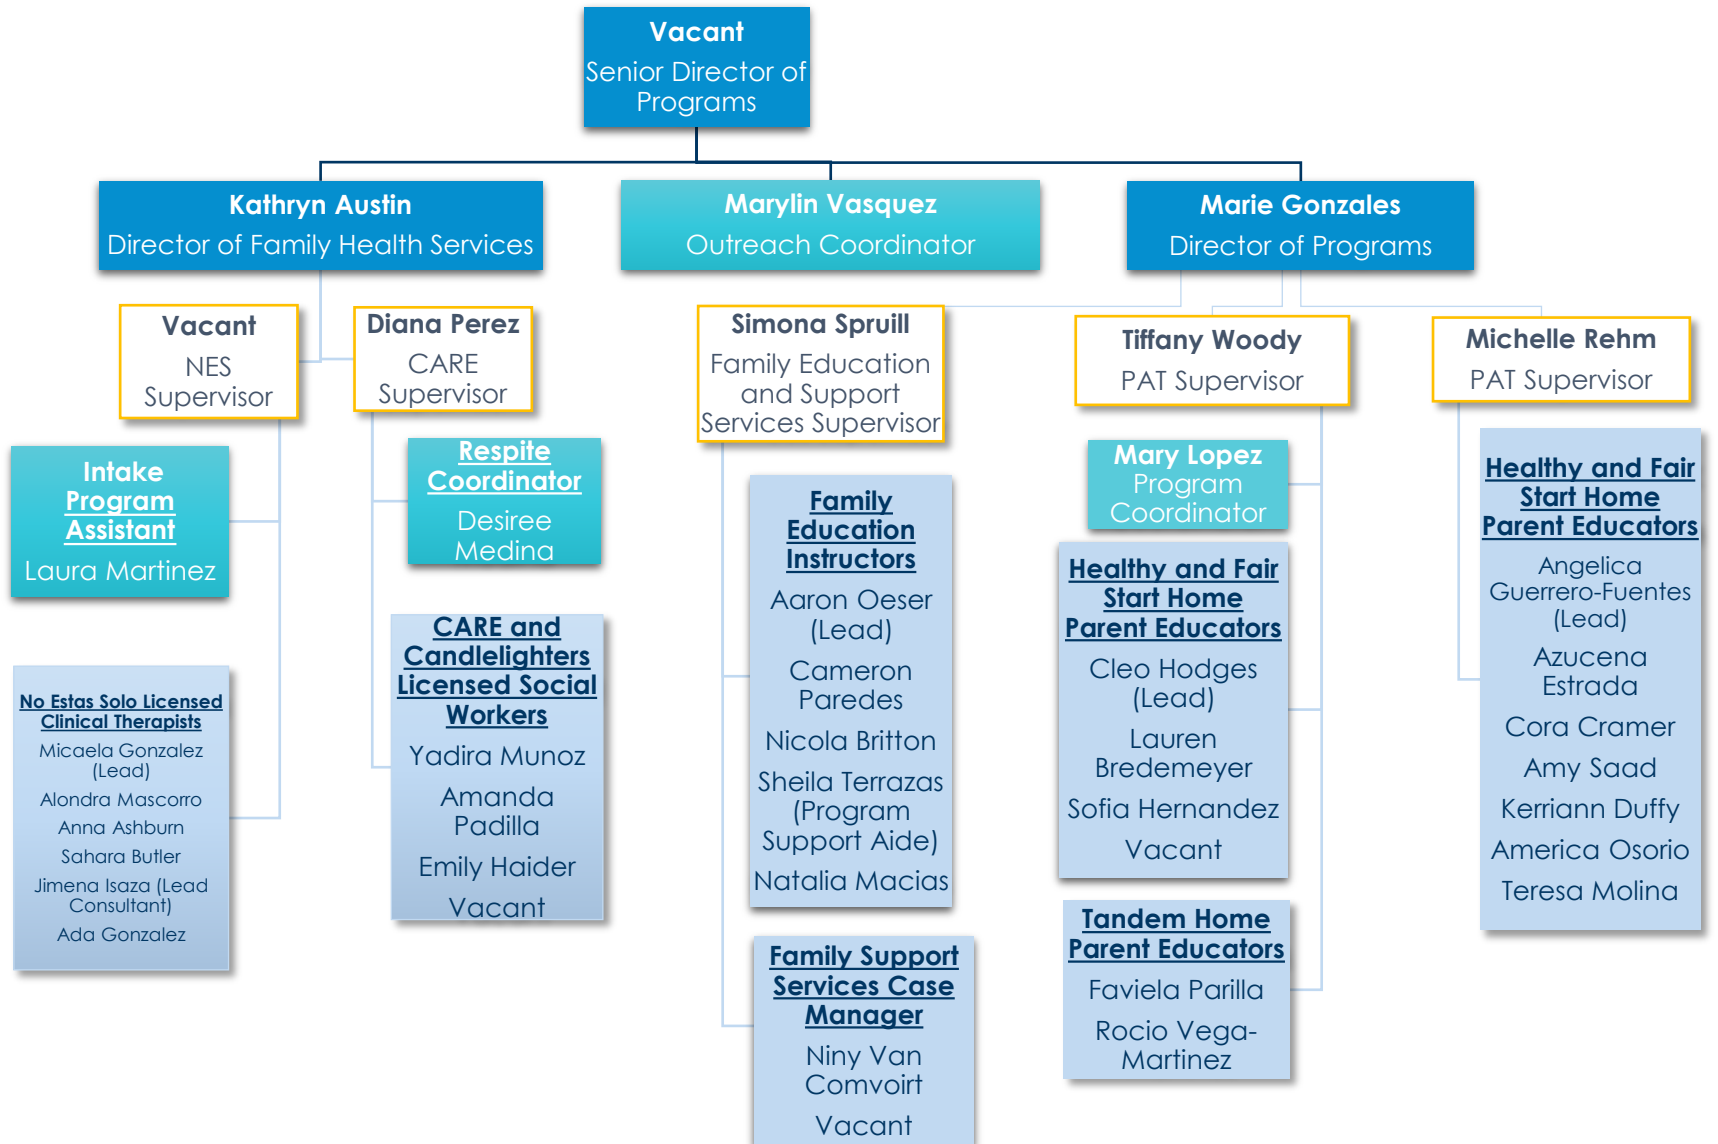 Vacant
Senior Director of
Programs
Kathryn Austin
Director of Family Health Services
Marylin Vasquez
Outreach Coordinator
Marie Gonzales
Director of Programs
Vacant
NES
Supervisor
Diana Perez
CARE
Supervisor
Simona Spruill
Family Education
and Support
Services Supervisor
Tiffany Woody
PAT Supervisor
Michelle Rehm
PAT Supervisor
Intake
Program
Assistant
Laura Martinez
Respite
Coordinator
Desiree
Medina
No Estas Solo Licensed
Clinical Therapists
Micaela Gonzalez
(Lead)
Alondra Mascorro
Anna Ashburn
Sahara Butler
Jimena Isaza (Lead
Consultant)
Ada Gonzalez
CARE and
Candlelighters
Licensed Social
Workers
Yadira Munoz
Amanda
Padilla
Emily Haider
Vacant
Family
Education
Instructors
Aaron Oeser
(Lead)
Cameron
Paredes
Nicola Britton
Sheila Terrazas
(Program
Support Aide)
Natalia Macias
Family Support
Services Case
Manager
Niny Van
Comvoirt
Vacant
Mary Lopez
Program
Coordinator
Healthy and Fair
Start Home
Parent Educators
Cleo Hodges
(Lead)
Lauren
Bredemeyer
Sofia Hernandez
Vacant
Tandem Home
Parent Educators
Faviela Parilla
Rocio Vega-
Martinez
Healthy and Fair
Start Home
Parent Educators
Angelica
Guerrero-Fuentes
(Lead)
Azucena
Estrada
Cora Cramer
Amy Saad
Kerriann Duffy
America Osorio
Teresa Molina